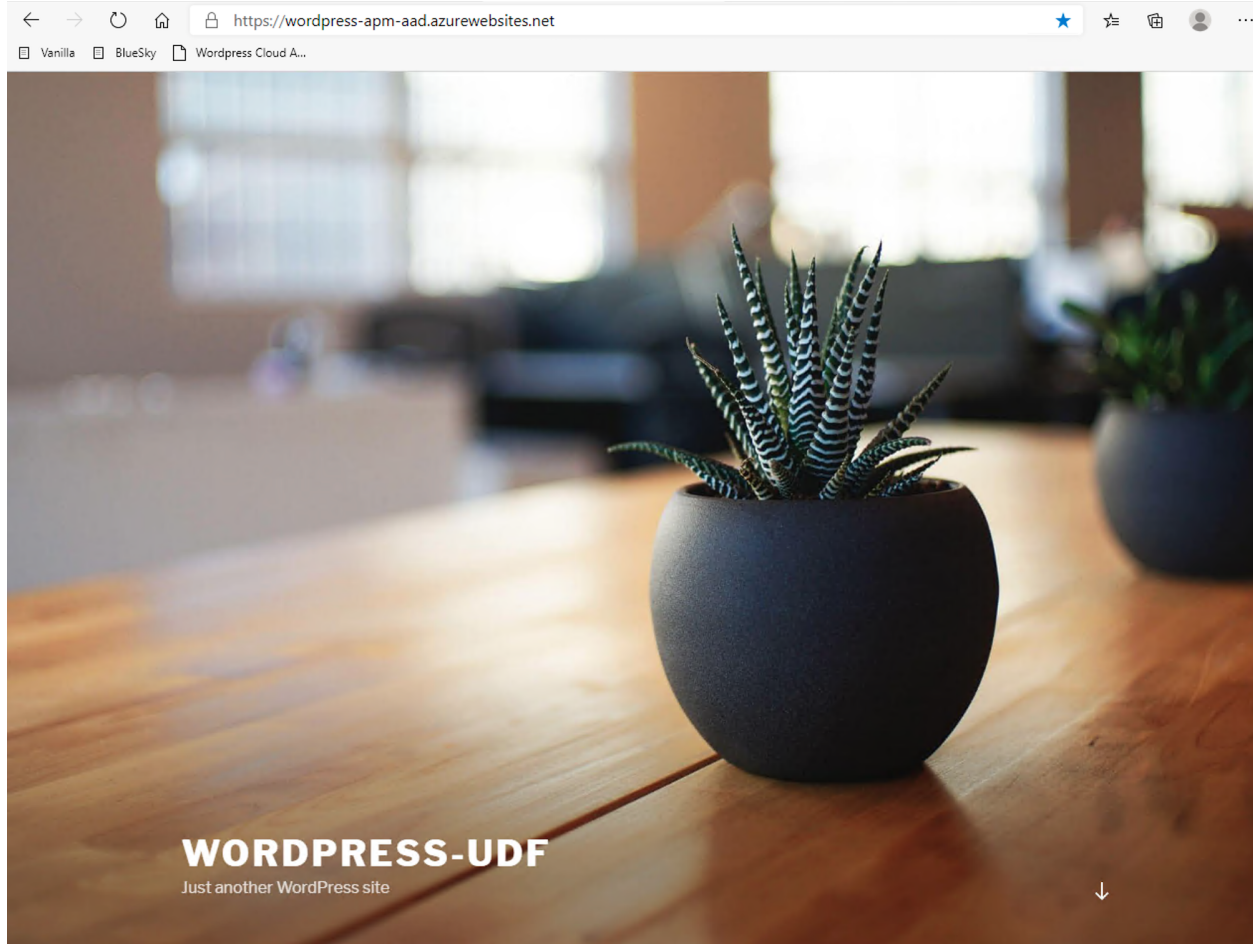 https://wordpress-apm-aad.azurewebsites.net
Vanilla BlueSky Wordpress Cloud A...
WORDPRESS-UDF
Just another WordPress site